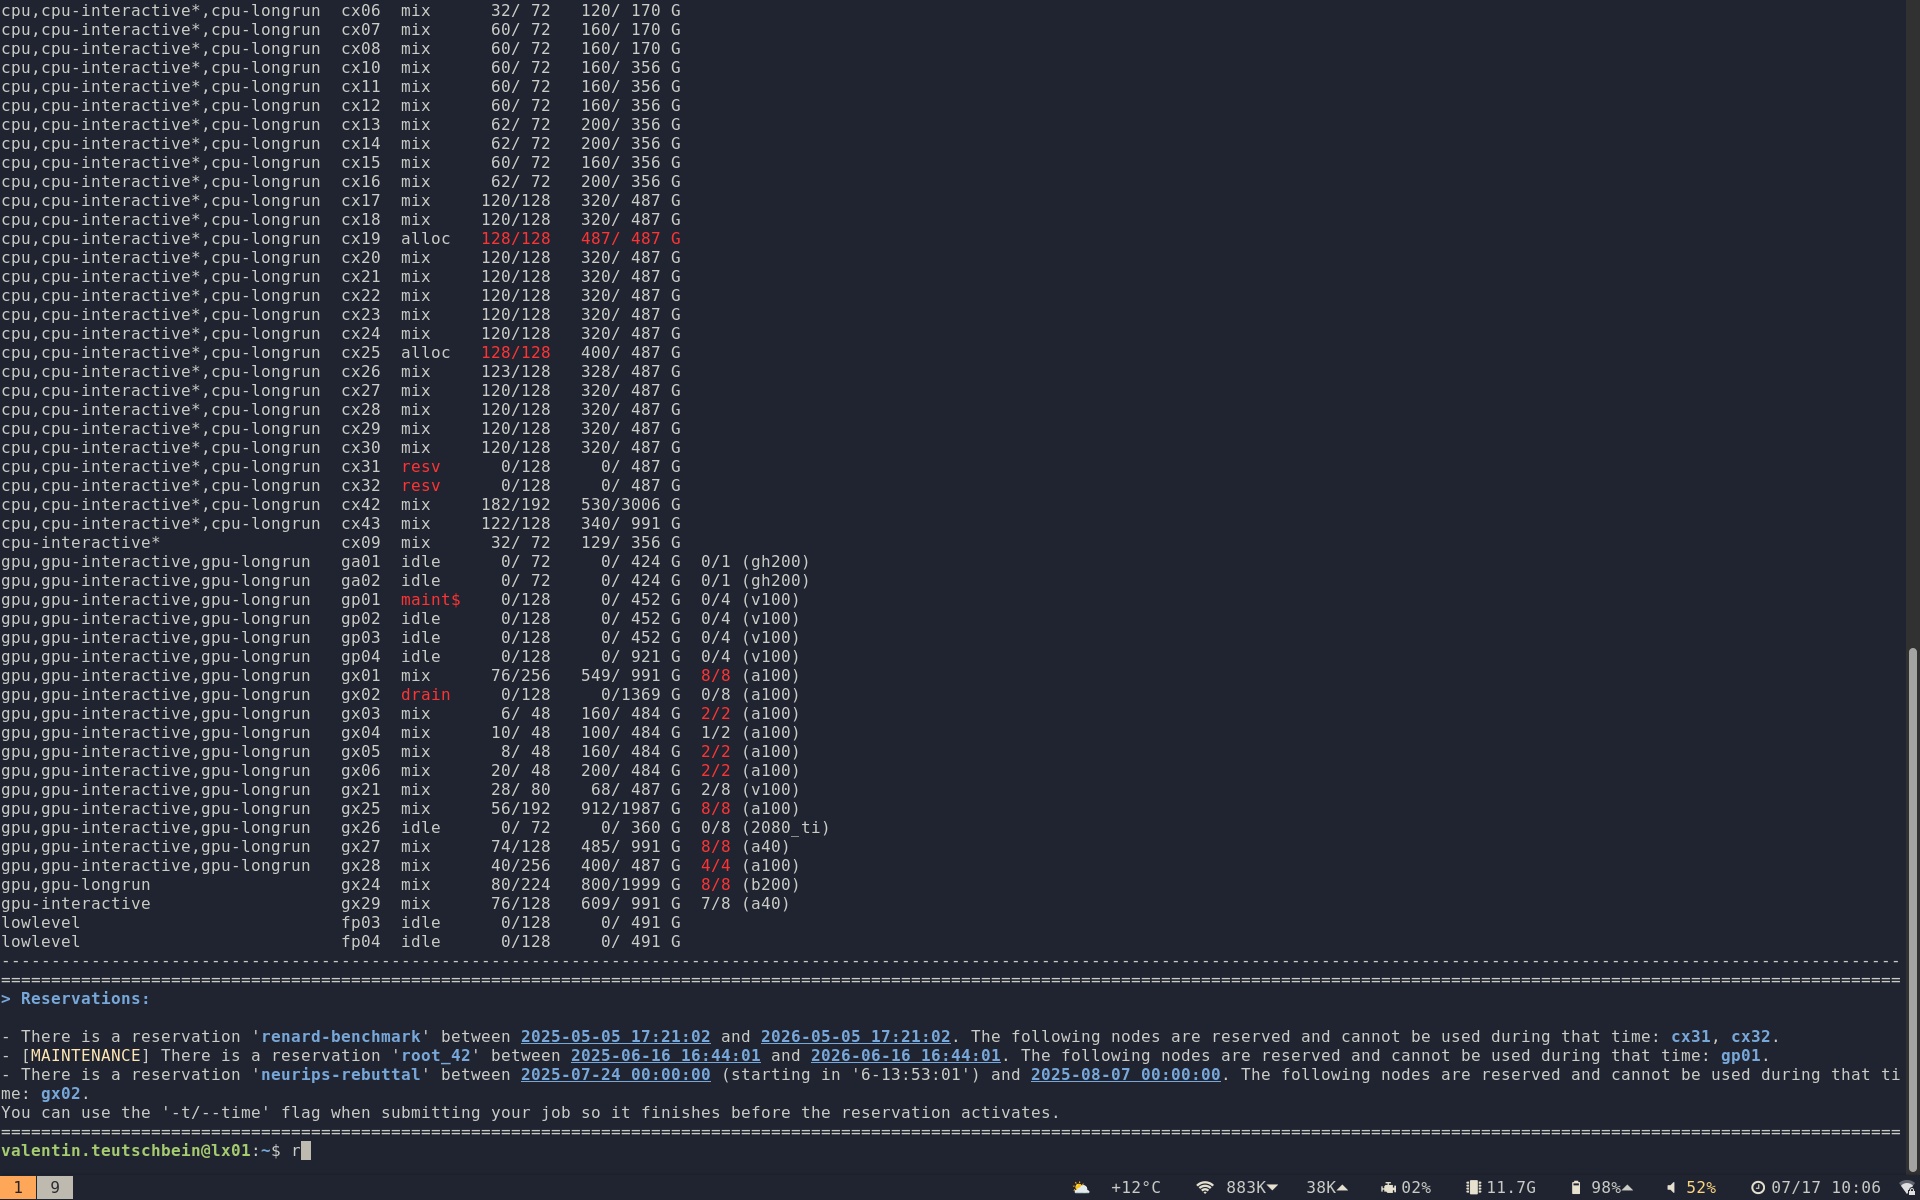 cpu,cpu-interactive*,cpu-longrun  cx06  mix      32/ 72   120/ 170 G
cpu,cpu-interactive*,cpu-longrun  cx07  mix      60/ 72   160/ 170 G
cpu,cpu-interactive*,cpu-longrun  cx08  mix      60/ 72   160/ 170 G
cpu,cpu-interactive*,cpu-longrun  cx10  mix      60/ 72   160/ 356 G
cpu,cpu-interactive*,cpu-longrun  cx11  mix      60/ 72   160/ 356 G
cpu,cpu-interactive*,cpu-longrun  cx12  mix      60/ 72   160/ 356 G
cpu,cpu-interactive*,cpu-longrun  cx13  mix      62/ 72   200/ 356 G
cpu,cpu-interactive*,cpu-longrun  cx14  mix      62/ 72   200/ 356 G
cpu,cpu-interactive*,cpu-longrun  cx15  mix      60/ 72   160/ 356 G
cpu,cpu-interactive*,cpu-longrun  cx16  mix      62/ 72   200/ 356 G
cpu,cpu-interactive*,cpu-longrun  cx17  mix     120/128   320/ 487 G
cpu,cpu-interactive*,cpu-longrun  cx18  mix     120/128   320/ 487 G
cpu,cpu-interactive*,cpu-longrun  cx19  alloc   128/128   487/ 487 G
cpu,cpu-interactive*,cpu-longrun  cx20  mix     120/128   320/ 487 G
cpu,cpu-interactive*,cpu-longrun  cx21  mix     120/128   320/ 487 G
cpu,cpu-interactive*,cpu-longrun  cx22  mix     120/128   320/ 487 G
cpu,cpu-interactive*,cpu-longrun  cx23  mix     120/128   320/ 487 G
cpu,cpu-interactive*,cpu-longrun  cx24  mix     120/128   320/ 487 G
cpu,cpu-interactive*,cpu-longrun  cx25  alloc   128/128   400/ 487 G
cpu,cpu-interactive*,cpu-longrun  cx26  mix     123/128   328/ 487 G
cpu,cpu-interactive*,cpu-longrun  cx27  mix     120/128   320/ 487 G
cpu,cpu-interactive*,cpu-longrun  cx28  mix     120/128   320/ 487 G
cpu,cpu-interactive*,cpu-longrun  cx29  mix     120/128   320/ 487 G
cpu,cpu-interactive*,cpu-longrun  cx30  mix     120/128   320/ 487 G
cpu,cpu-interactive*,cpu-longrun  cx31  resv      0/128     0/ 487 G
cpu,cpu-interactive*,cpu-longrun  cx32  resv      0/128     0/ 487 G
cpu,cpu-interactive*,cpu-longrun  cx42  mix     182/192   530/3006 G
cpu,cpu-interactive*,cpu-longrun  cx43  mix     122/128   340/ 991 G
cpu-interactive*                  cx09  mix      32/ 72   129/ 356 G
gpu,gpu-interactive,gpu-longrun   ga01  idle      0/ 72     0/ 424 G  0/1 (gh200)
gpu,gpu-interactive,gpu-longrun   ga02  idle      0/ 72     0/ 424 G  0/1 (gh200)
gpu,gpu-interactive,gpu-longrun   gp01  maint$    0/128     0/ 452 G  0/4 (v100)
gpu,gpu-interactive,gpu-longrun   gp02  idle      0/128     0/ 452 G  0/4 (v100)
gpu,gpu-interactive,gpu-longrun   gp03  idle      0/128     0/ 452 G  0/4 (v100)
gpu,gpu-interactive,gpu-longrun   gp04  idle      0/128     0/ 921 G  0/4 (v100)
gpu,gpu-interactive,gpu-longrun   gx01  mix      76/256   549/ 991 G  8/8 (a100)
gpu,gpu-interactive,gpu-longrun   gx02  drain     0/128     0/1369 G  0/8 (a100)
gpu,gpu-interactive,gpu-longrun   gx03  mix       6/ 48   160/ 484 G  2/2 (a100)
gpu,gpu-interactive,gpu-longrun   gx04  mix      10/ 48   100/ 484 G  1/2 (a100)
gpu,gpu-interactive,gpu-longrun   gx05  mix       8/ 48   160/ 484 G  2/2 (a100)
gpu,gpu-interactive,gpu-longrun   gx06  mix      20/ 48   200/ 484 G  2/2 (a100)
gpu,gpu-interactive,gpu-longrun   gx21  mix      28/ 80    68/ 487 G  2/8 (v100)
gpu,gpu-interactive,gpu-longrun   gx25  mix      56/192   912/1987 G  8/8 (a100)
gpu,gpu-interactive,gpu-longrun   gx26  idle      0/ 72     0/ 360 G  0/8 (2080_ti)
gpu,gpu-interactive,gpu-longrun   gx27  mix      74/128   485/ 991 G  8/8 (a40)
gpu,gpu-interactive,gpu-longrun   gx28  mix      40/256   400/ 487 G  4/4 (a100)
gpu,gpu-longrun                   gx24  mix      80/224   800/1999 G  8/8 (b200)
gpu-interactive                   gx29  mix      76/128   609/ 991 G  7/8 (a40)
lowlevel                          fp03  idle      0/128     0/ 491 G
lowlevel                          fp04  idle      0/128     0/ 491 G
----------------------------------------------------------------------------------------------------------------------------------------------------------------------------------------------
==============================================================================================================================================================================================
> Reservations:
- There is a reservation 'renard-benchmark' between 2025-05-05 17:21:02 and 2026-05-05 17:21:02. The following nodes are reserved and cannot be used during that time: cx31, cx32.
- [MAINTENANCE] There is a reservation 'root_42' between 2025-06-16 16:44:01 and 2026-06-16 16:44:01. The following nodes are reserved and cannot be used during that time: gp01.
- There is a reservation 'neurips-rebuttal' between 2025-07-24 00:00:00 (starting in '6-13:53:01') and 2025-08-07 00:00:00. The following nodes are reserved and cannot be used during that ti
me: gx02.
You can use the '-t/--time' flag when submitting your job so it finishes before the reservation activates.
==============================================================================================================================================================================================
valentin.teutschbein@lx01:~$ r
1 9 +12°C 883K 38K 02% 11.7G 98% 52% 07/17 10:06